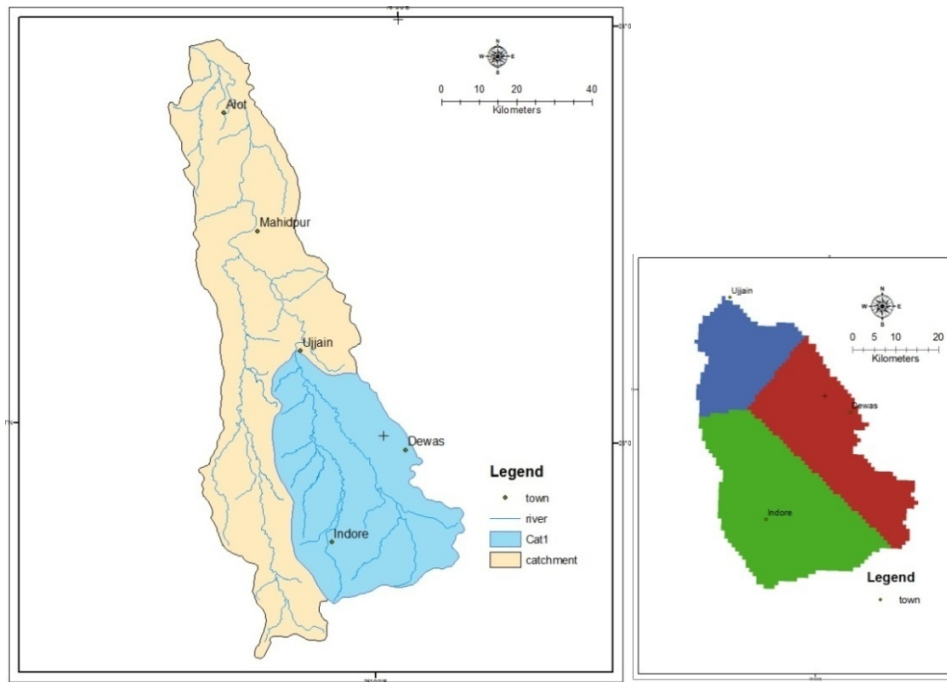 N
W E
S
0 10 20 40
Kilometers
Alot
Mahidpur
Ujjain
Dewas
Indore
Legend
town
river
Cat1
catchment
Ujjain
N
W E
S
0 5 10 20
Kilometers
Dewas
Indore
Legend
town